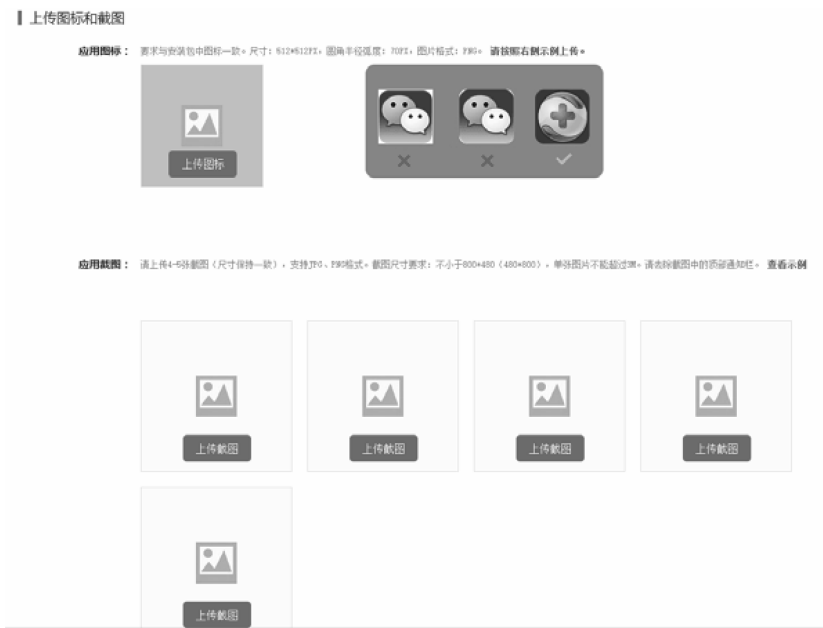 上传图标和截图
应用图标： 要求与安装包中图标一致。尺寸：512*512PX，圆角半径弧度：70PX，图片格式：PNG。 请按照右侧示例上传。
上传图标
应用截图： 请上传4-5张截图（尺寸保持一致），支持JPG、PNG格式。截图尺寸要求：不小于800*480（480*800），单张图片不能超过3M。请去除截图中的顶部通知栏。 查看示例
上传截图 上传截图 上传截图 上传截图
上传截图